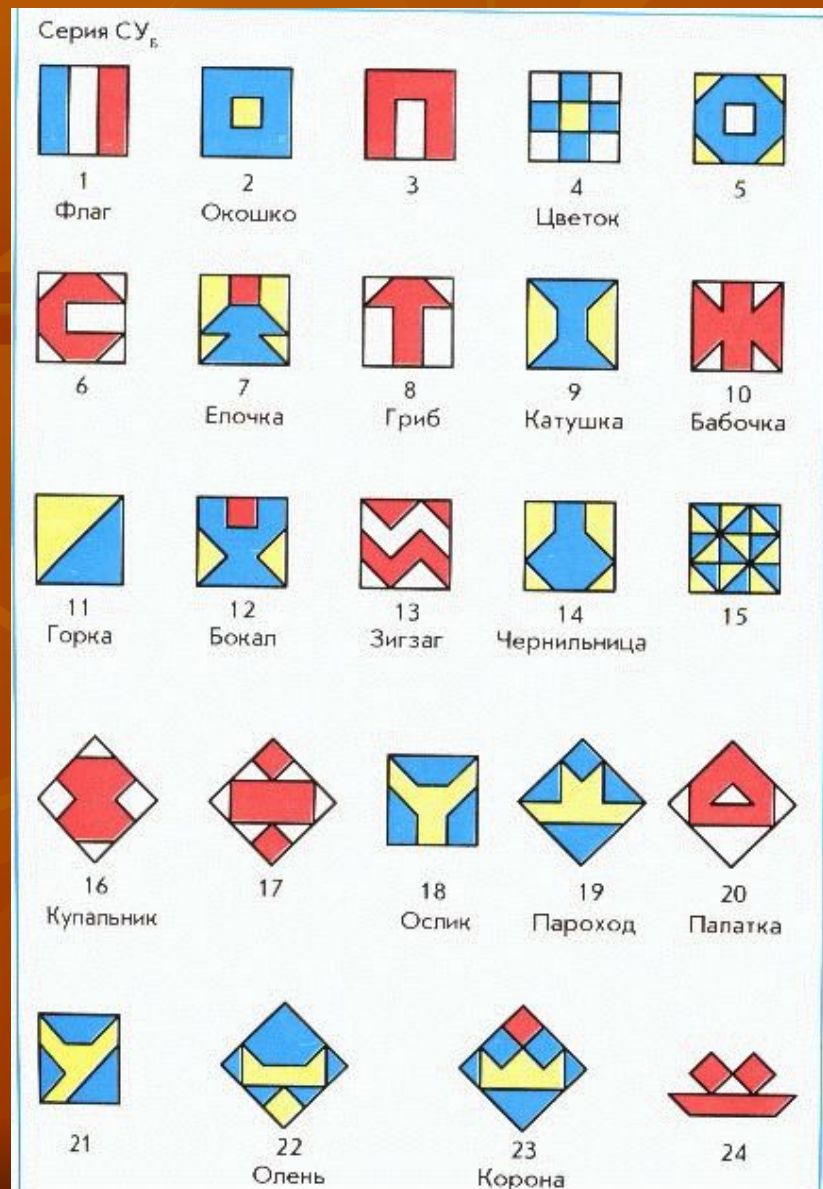 Серия СУБ
1 2 3 4 5
Флаг Окошко Цветок
6 7 8 9 10
Елочка Гриб Катушка Бабочка
11 12 13 14 15
Горка Бокал Зигзаг Чернильница
16 17 18 19 20
Купальник Ослик Пароход Палатка
21 22 23 24
Олень Корона